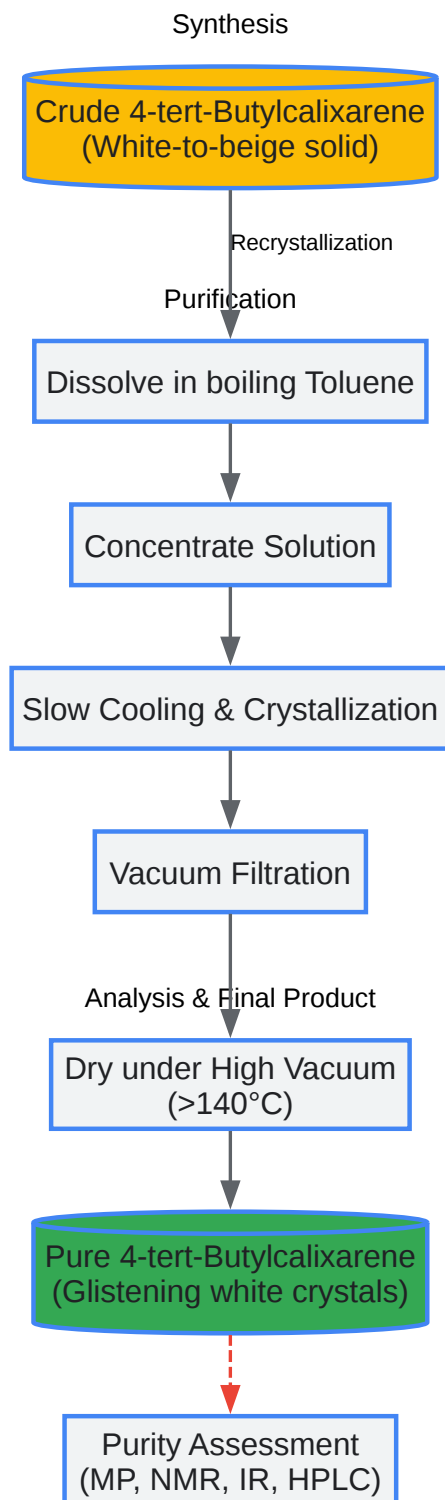 Synthesis
Crude 4-tert-Butylcalixarene
(White-to-beige solid)
Recrystallization
Purification
Dissolve in boiling Toluene
Concentrate Solution
Slow Cooling & Crystallization
Vacuum Filtration
Analysis & Final Product
Dry under High Vacuum
(>140°C)
Pure 4-tert-Butylcalixarene
(Glistening white crystals)
Purity Assessment
(MP, NMR, IR, HPLC)